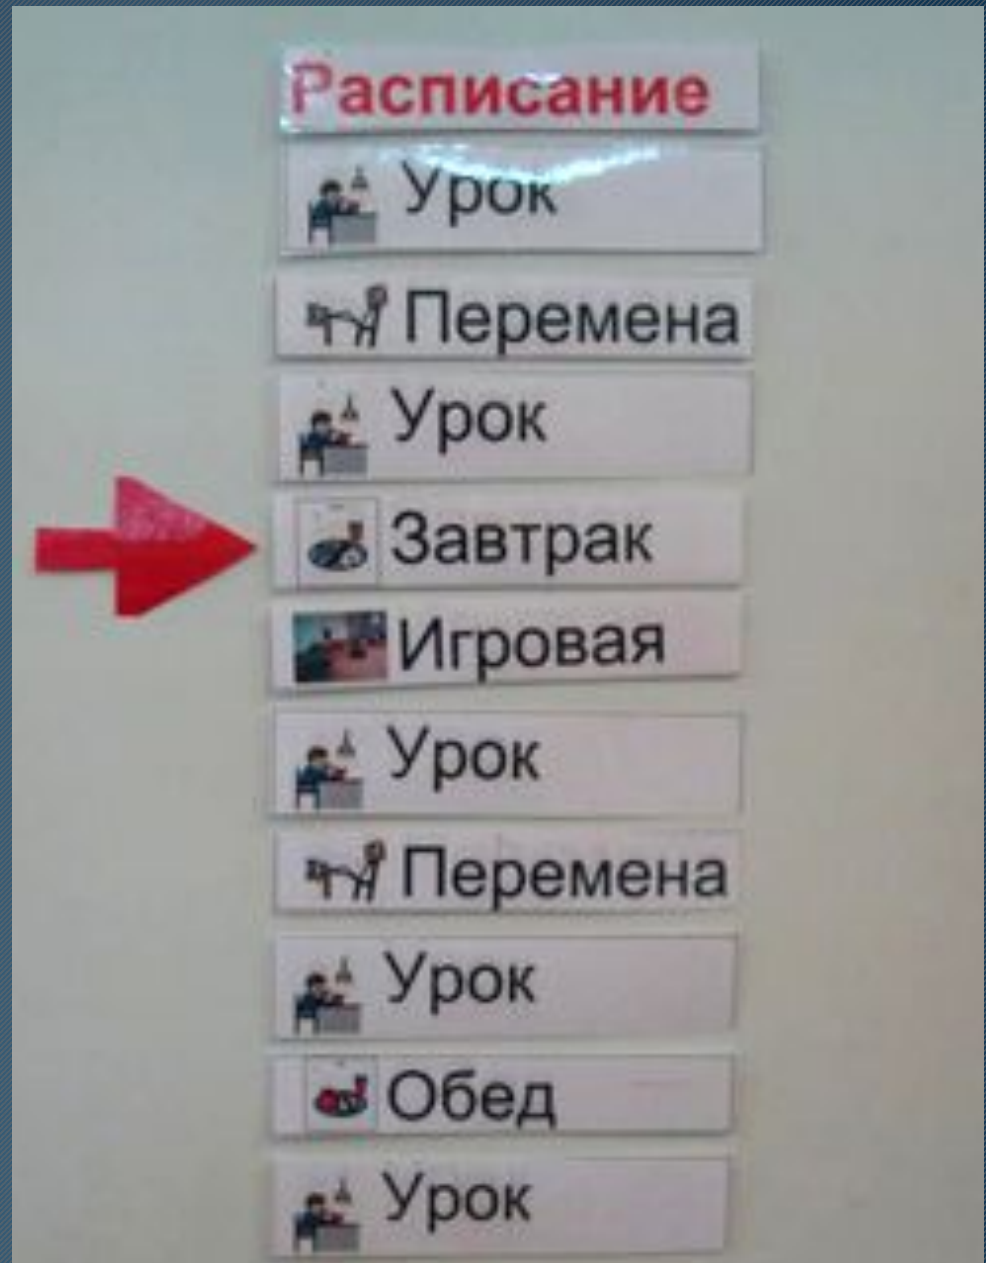 Расписание
Урок
Перемена
Урок
Завтрак
Игровая
Урок
Перемена
Урок
Обед
Урок